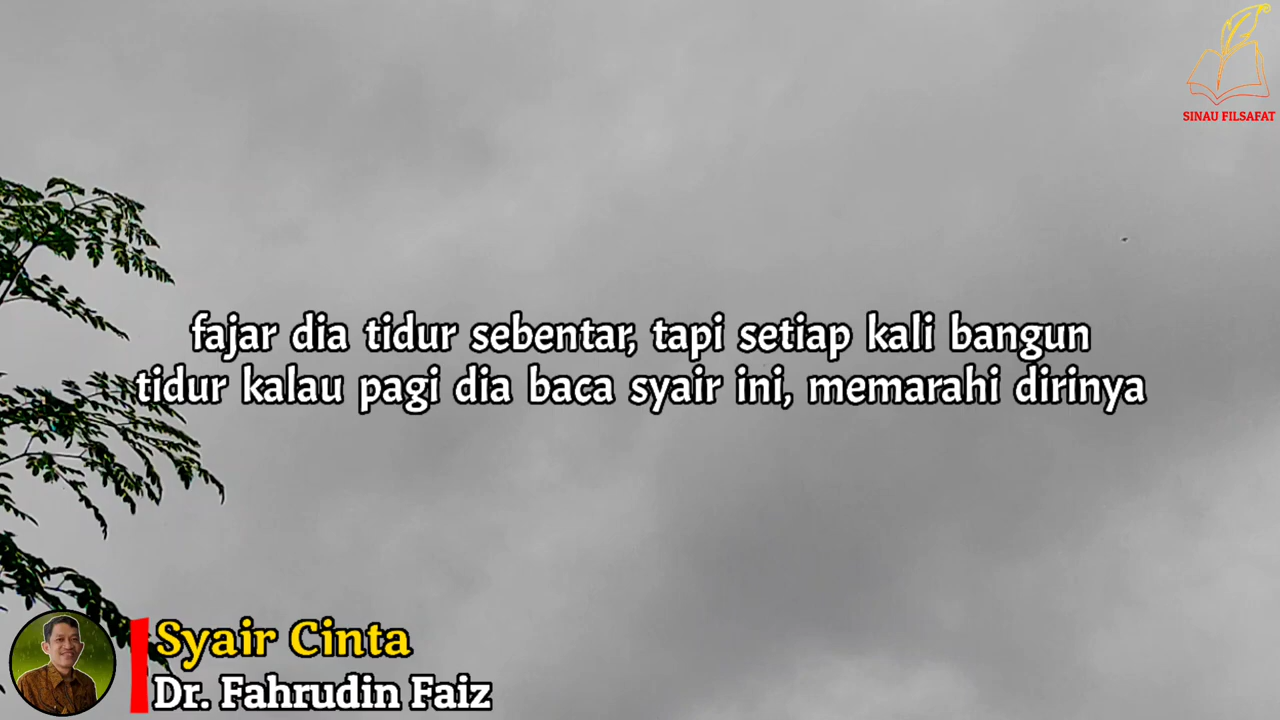 SINAU FILSAFAT
fajar dia tidur sebentar, tapi setiap kali bangun
tidur kalau pagi dia baca syair ini, memarahi dirinya
Syair Cinta
Dr. Fahrudin Faiz